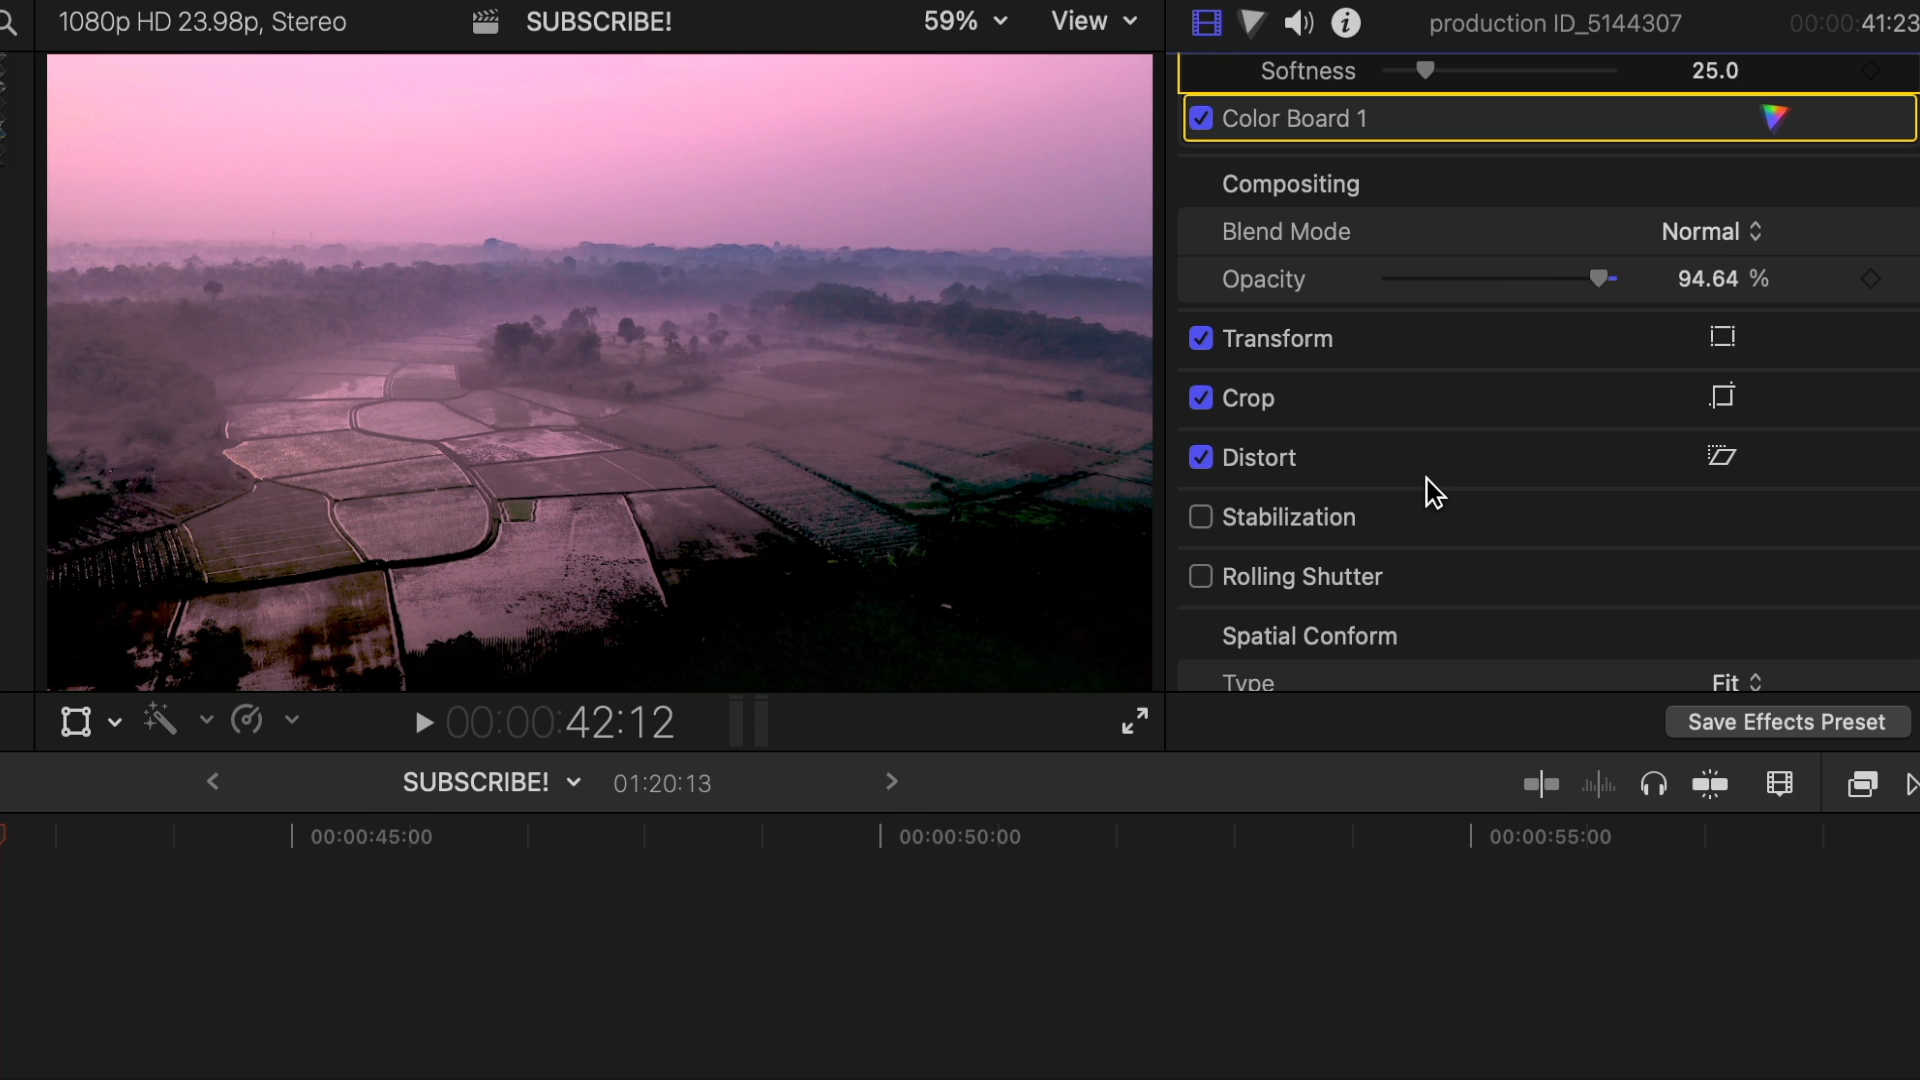 1080p HD 23.98p, Stereo
SUBSCRIBE!
59%
View
production ID_5144307
00:00:41:23
Softness
25.0
Color Board 1
Compositing
Blend Mode
Normal
Opacity
94.64 %
Transform
Crop
Distort
Stabilization
Rolling Shutter
Spatial Conform
Type
Fit
00:00:42:12
Save Effects Preset
SUBSCRIBE!
01:20:13
00:00:45:00
00:00:50:00
00:00:55:00